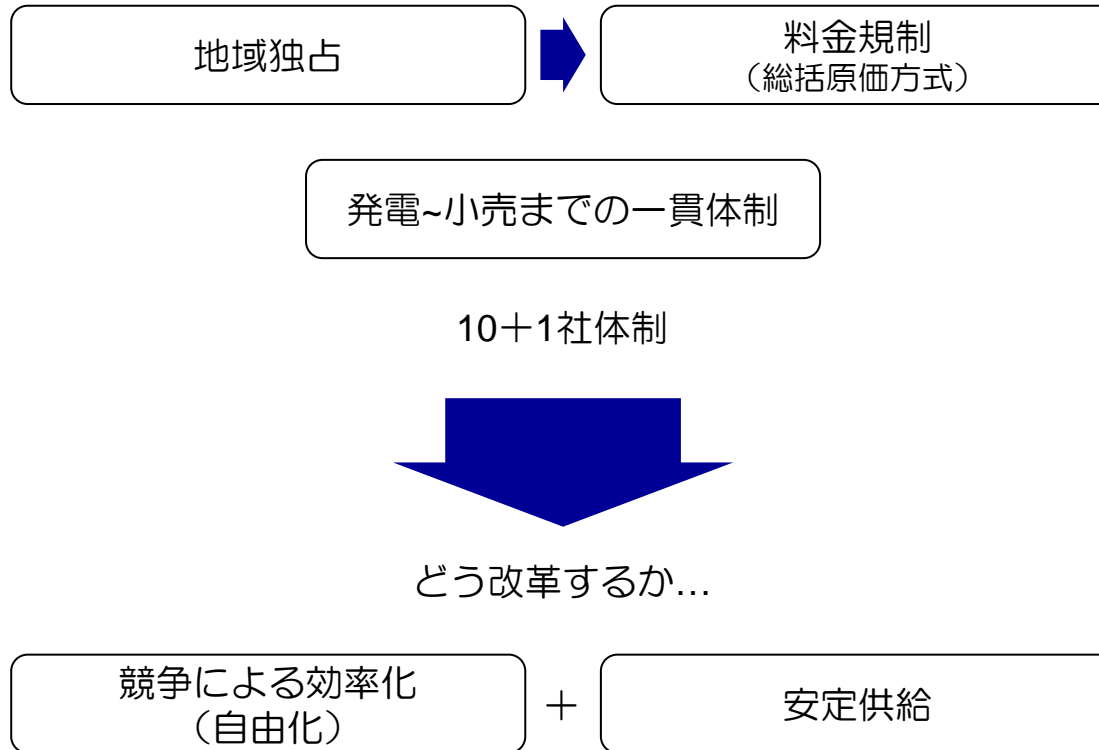 地域独占
料金規制
（総括原価方式）
発電~小売までの一貫体制
10＋1社体制
どう改革するか…
競争による効率化
（自由化）
＋
安定供給